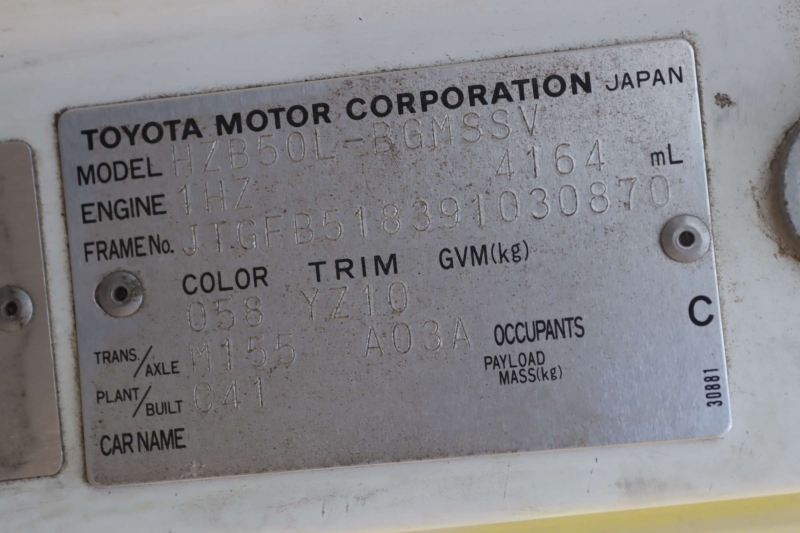 TOYOTA MOTOR CORPORATION JAPAN
MODEL HZB50L-BGMSSV
ENGINE 1HZ 4164 mL
FRAME No. JTGFB518391030870
COLOR TRIM GVM(kg)
058 YZ10
TRANS./AXLE M155 A03A OCCUPANTS
PAYLOAD MASS(kg)
PLANT/BUILT C41
CAR NAME
C
30881